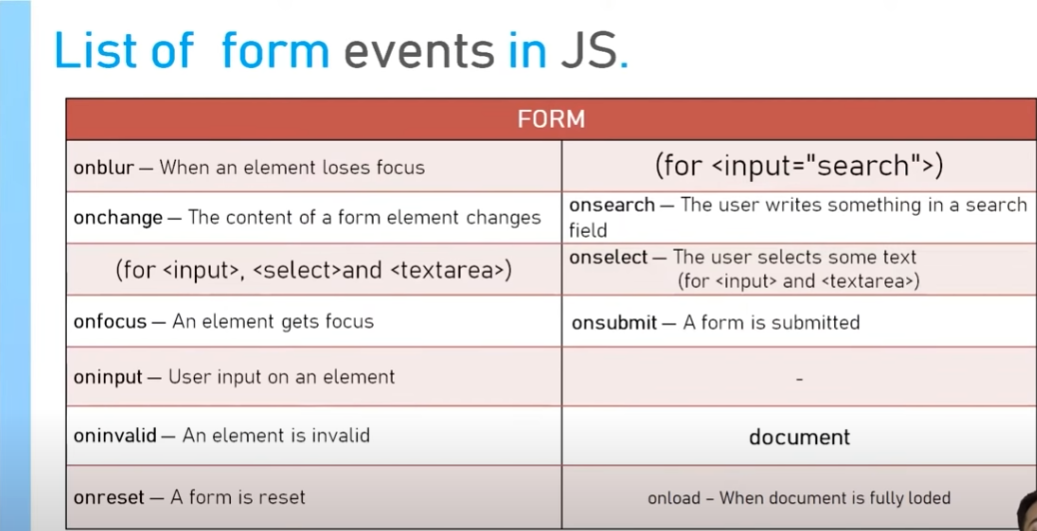 List of form events in JS.
FORM
onblur — When an element loses focus
(for <input="search">)
onchange — The content of a form element changes
onsearch — The user writes something in a search
field
(for <input>, <select>and <textarea>)
onselect — The user selects some text
(for <input> and <textarea>)
onfocus — An element gets focus
onsubmit — A form is submitted
oninput — User input on an element
-
oninvalid — An element is invalid
document
onreset — A form is reset
onload – When document is fully loded